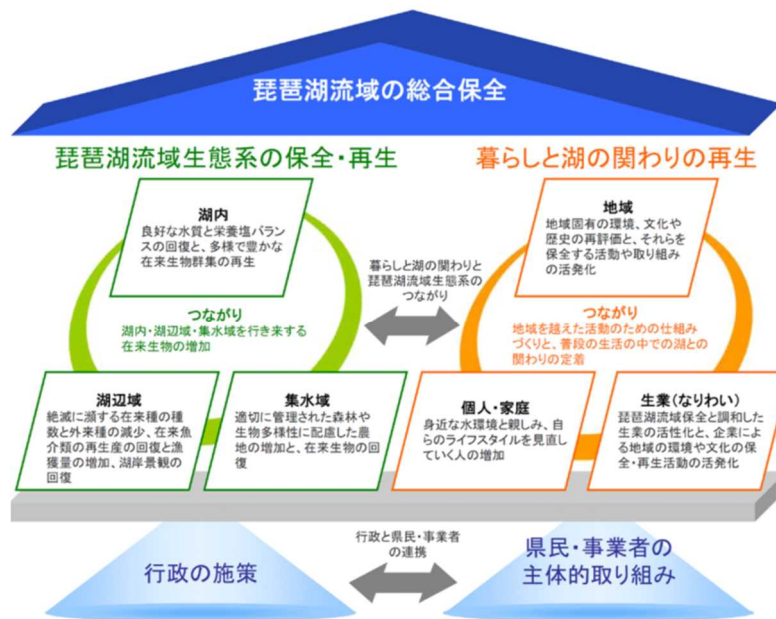 琵琶湖流域の総合保全
琵琶湖流域生態系の保全・再生
暮らしと湖の関わりの再生
湖内
良好な水質と栄養塩バラン
スの回復と、多様で豊かな
在来生物群集の再生
つながり
湖内・湖辺域・集水域を行き来する
在来生物の増加
湖辺域
絶滅に瀕する在来種の種
数と外来種の減少、在来魚
介類の再生産の回復と漁
獲量の増加、湖岸景観の
回復
集水域
適切に管理された森林や
生物多様性に配慮した農
地の増加と、在来生物の回
復
暮らしと湖の関わりと
琵琶湖流域生態系の
つながり
地域
地域固有の環境、文化や
歴史の再評価と、それらを
保全する活動や取り組み
の活発化
つながり
地域を越えた活動のための仕組み
づくりと、普段の生活の中での湖との
関わりの定着
個人・家庭
身近な水環境と親しみ、自
らのライフスタイルを見直し
ていく人の増加
生業(なりわい)
琵琶湖流域保全と調和した
生業の活性化と、企業によ
る地域の環境や文化の保
全・再生活動の活発化
行政の施策
行政と県民・事業者
の連携
県民・事業者の
主体的取り組み